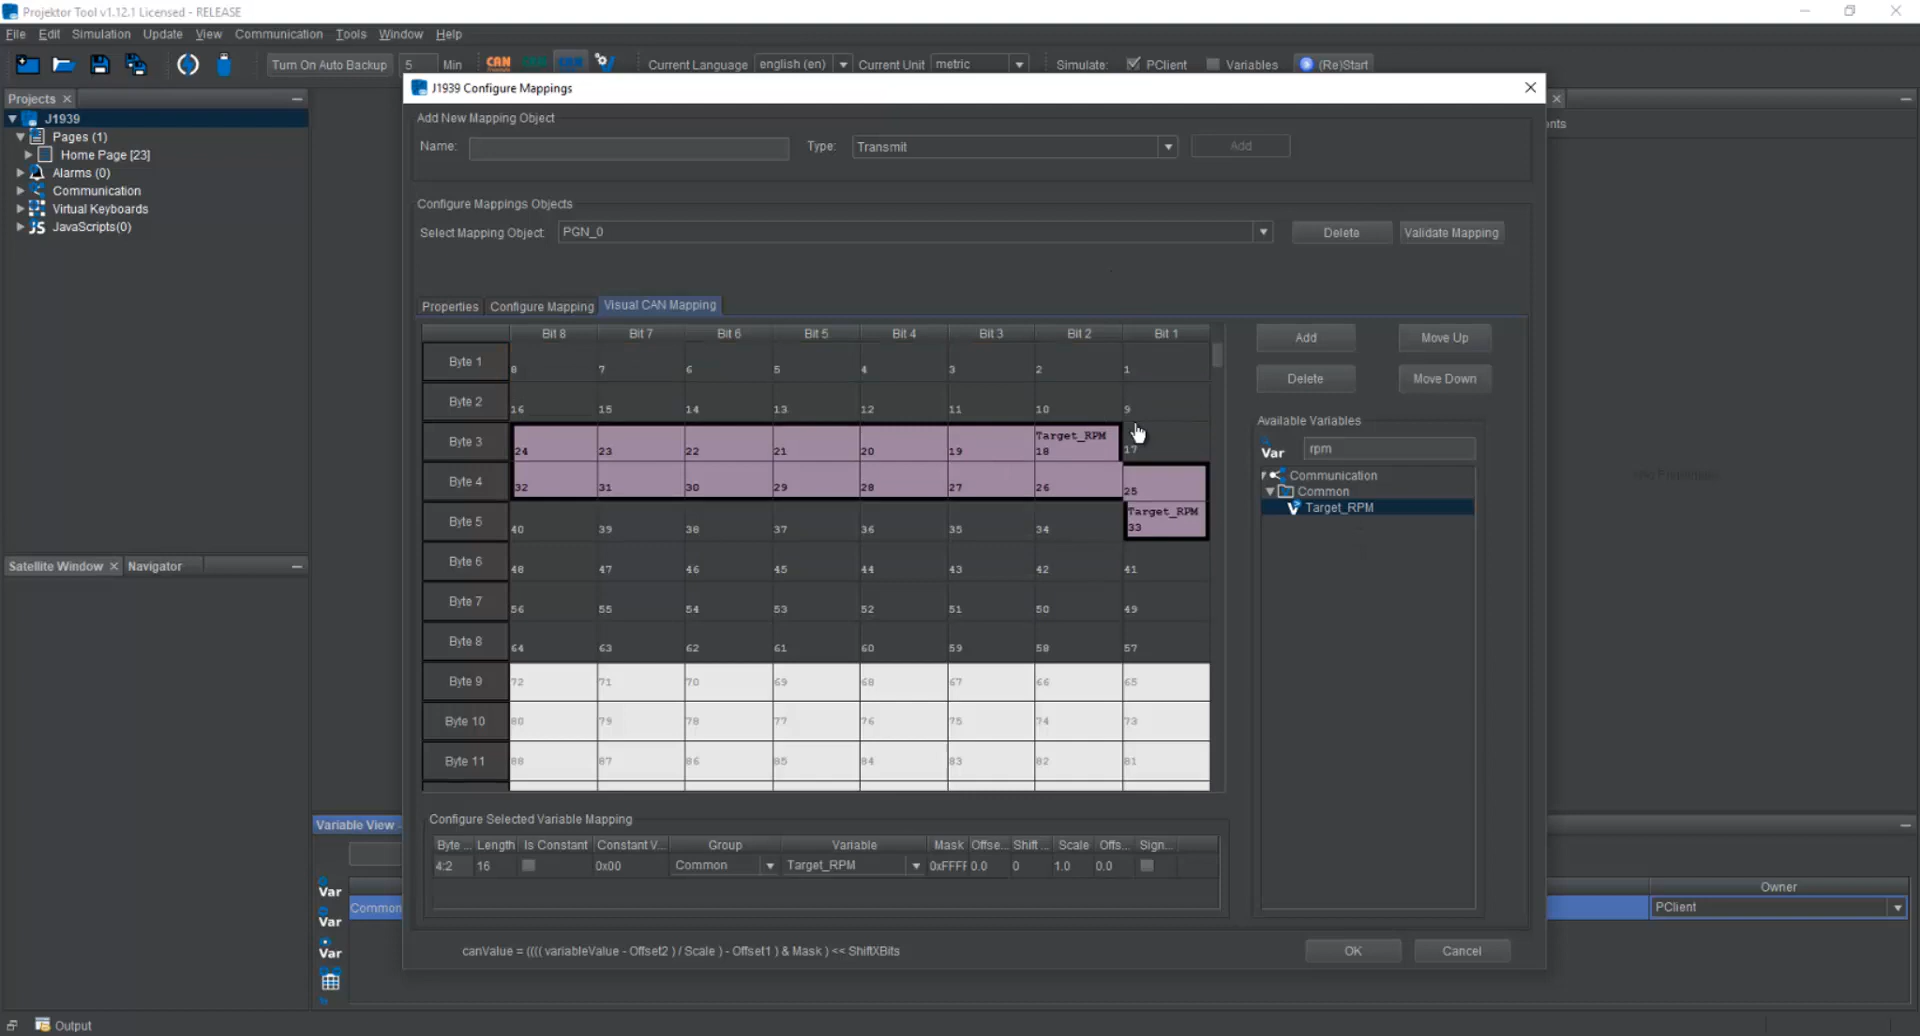 Projektor Tool v1.12.1 Licensed - RELEASE
File Edit Simulation Update View Communication Tools Window Help
Turn On Auto Backup 5 Min CAN Current Language english (en) Current Unit metric Simulate: PClient Variables (Re)Start
Projects
J1939
Pages (1)
Home Page [23]
Alarms (0)
Communication
Virtual Keyboards
JS JavaScripts(0)
Satellite Window Navigator
J1939 Configure Mappings
Add New Mapping Object
Name: Type: Transmit Add
Configure Mappings Objects
Select Mapping Object: PGN_0 Delete Validate Mapping
Properties Configure Mapping Visual CAN Mapping
Bit 8 Bit 7 Bit 6 Bit 5 Bit 4 Bit 3 Bit 2 Bit 1
Byte 1 8 7 6 5 4 3 2 1
Byte 2 16 15 14 13 12 11 10 9
Byte 3 24 23 22 21 20 19 Target_RPM 18 17
Byte 4 32 31 30 29 28 27 26 25
Byte 5 40 39 38 37 36 35 34 Target_RPM 33
Byte 6 48 47 46 45 44 43 42 41
Byte 7 56 55 54 53 52 51 50 49
Byte 8 64 63 62 61 60 59 58 57
Byte 9 72 71 70 69 68 67 66 65
Byte 10 80 79 78 77 76 75 74 73
Byte 11 88 87 86 85 84 83 82 81
Add Move Up
Delete Move Down
Available Variables
Var rpm
Communication
Common
Target_RPM
Configure Selected Variable Mapping
Byte ... Length Is Constant Constant V... Group Variable Mask Offse... Shift ... Scale Offs... Sign...
4:2 16 0x00 Common Target_RPM 0xFFFF 0.0 0 1.0 0.0
canValue = (((( variableValue - Offset2 ) / Scale ) - Offset1 ) & Mask ) << ShiftXBits
OK Cancel
nts
Variable View -
Var
Var
Var
Common
Owner
PClient
Output